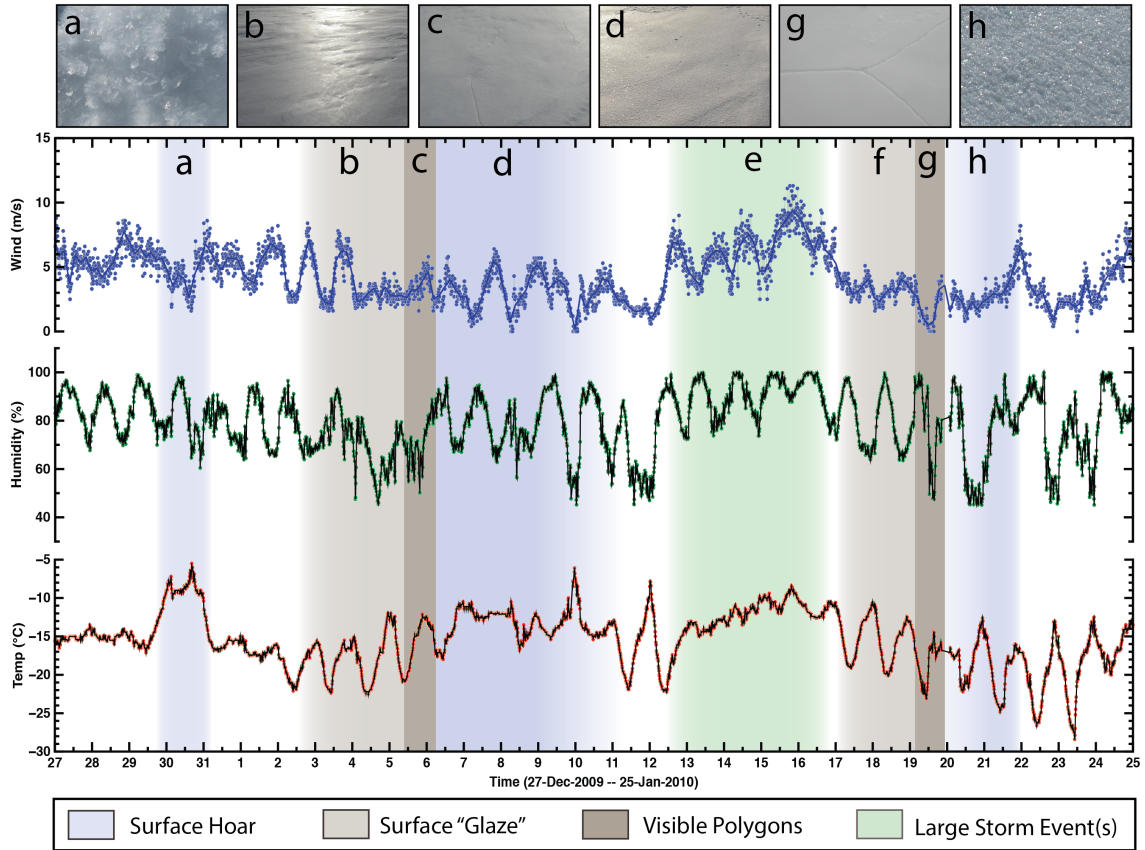 a b c d g h
15
10
5
0
Wind (m/s)
a b c d e f g h
100
80
60
40
Humidity (%)
−5
−10
−15
−20
−25
−30
Temp (°C)
27 28 29 30 31 1 2 3 4 5 6 7 8 9 10 11 12 13 14 15 16 17 18 19 20 21 22 23 24 25
Time (27-Dec-2009 -- 25-Jan-2010)
Surface Hoar Surface “Glaze” Visible Polygons Large Storm Event(s)